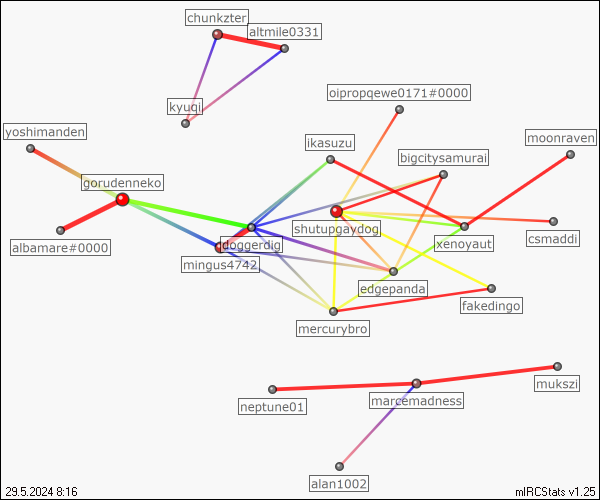 chunkzter
altmile0331
oipropqewe0171#0000
kyuqi
yoshimanden
ikasuzu
moonraven
bigcitysamurai
gorudenneko
shutupgaydog
albamare#0000
doggerdig
xenoyaut
csmaddi
mingus4742
edgepanda
fakedingo
mercurybro
mukszi
neptune01
marcemadness
alan1002
29.5.2024 8:16
mIRCStats v1.25